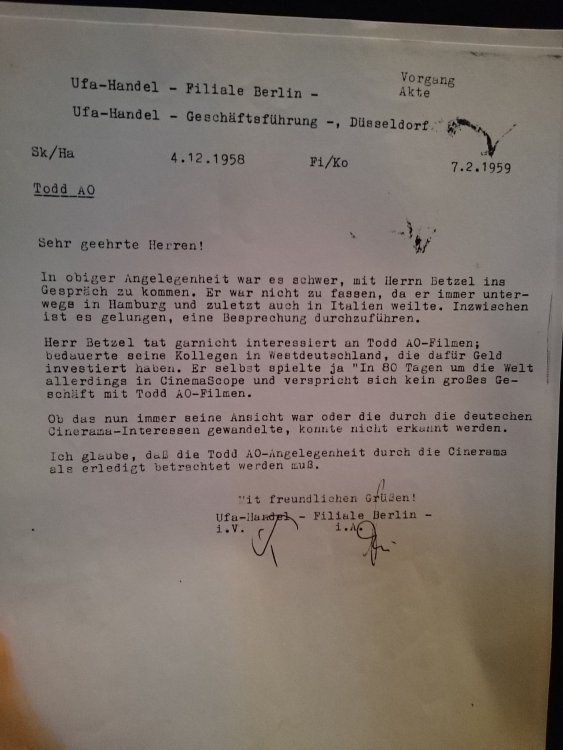 Ufa-Handel - Filiale Berlin -
Vorgang
Akte
Ufa-Handel - Geschäftsführung -, Düsseldorf
Sk/Ha 4.12.1958 Fi/Ko 7.2.1959
Todd AO
Sehr geehrte Herren!
In obiger Angelegenheit war es schwer, mit Herrn Betzel ins
Gespräch zu kommen. Er war nicht zu fassen, da er immer unter-
wegs in Hamburg und zuletzt auch in Italien weilte. Inzwischen
ist es gelungen, eine Besprechung durchzuführen.
Herr Betzel tat garnicht interessiert an Todd AO-Filmen;
bedauerte seine Kollegen in Westdeutschland, die dafür Geld
investiert haben. Er selbst spielte ja "In 80 Tagen um die Welt
allerdings in CinemaScope und verspricht sich kein großes Ge-
schäft mit Todd AO-Filmen.
Ob das nun immer seine Ansicht war oder die durch die deutschen
Cinerama-Interessen gewandelte, konnte nicht erkannt werden.
Ich glaube, daß die Todd AO-Angelegenheit durch die Cinerama
als erledigt betrachtet werden muß.
Mit freundlichen Grüßen!
Ufa-Handel - Filiale Berlin -
i.V. i.A.